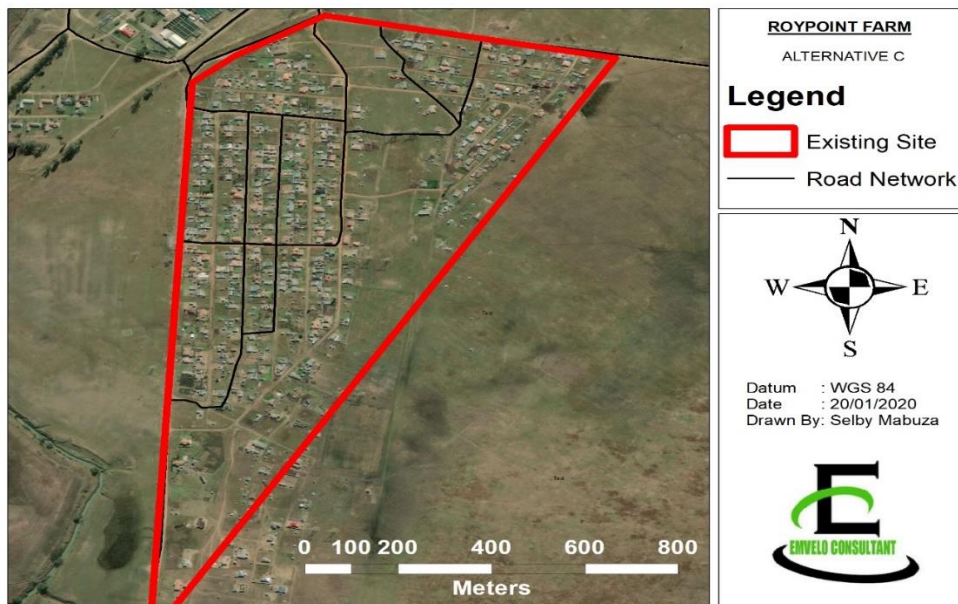 ROYPOINT FARM
ALTERNATIVE C
Legend
Existing Site
Road Network
N
W E
S
Datum : WGS 84
Date : 20/01/2020
Drawn By: Selby Mabuza
E
EMVELO CONSULTANT
0 100 200 400 600 800
Meters